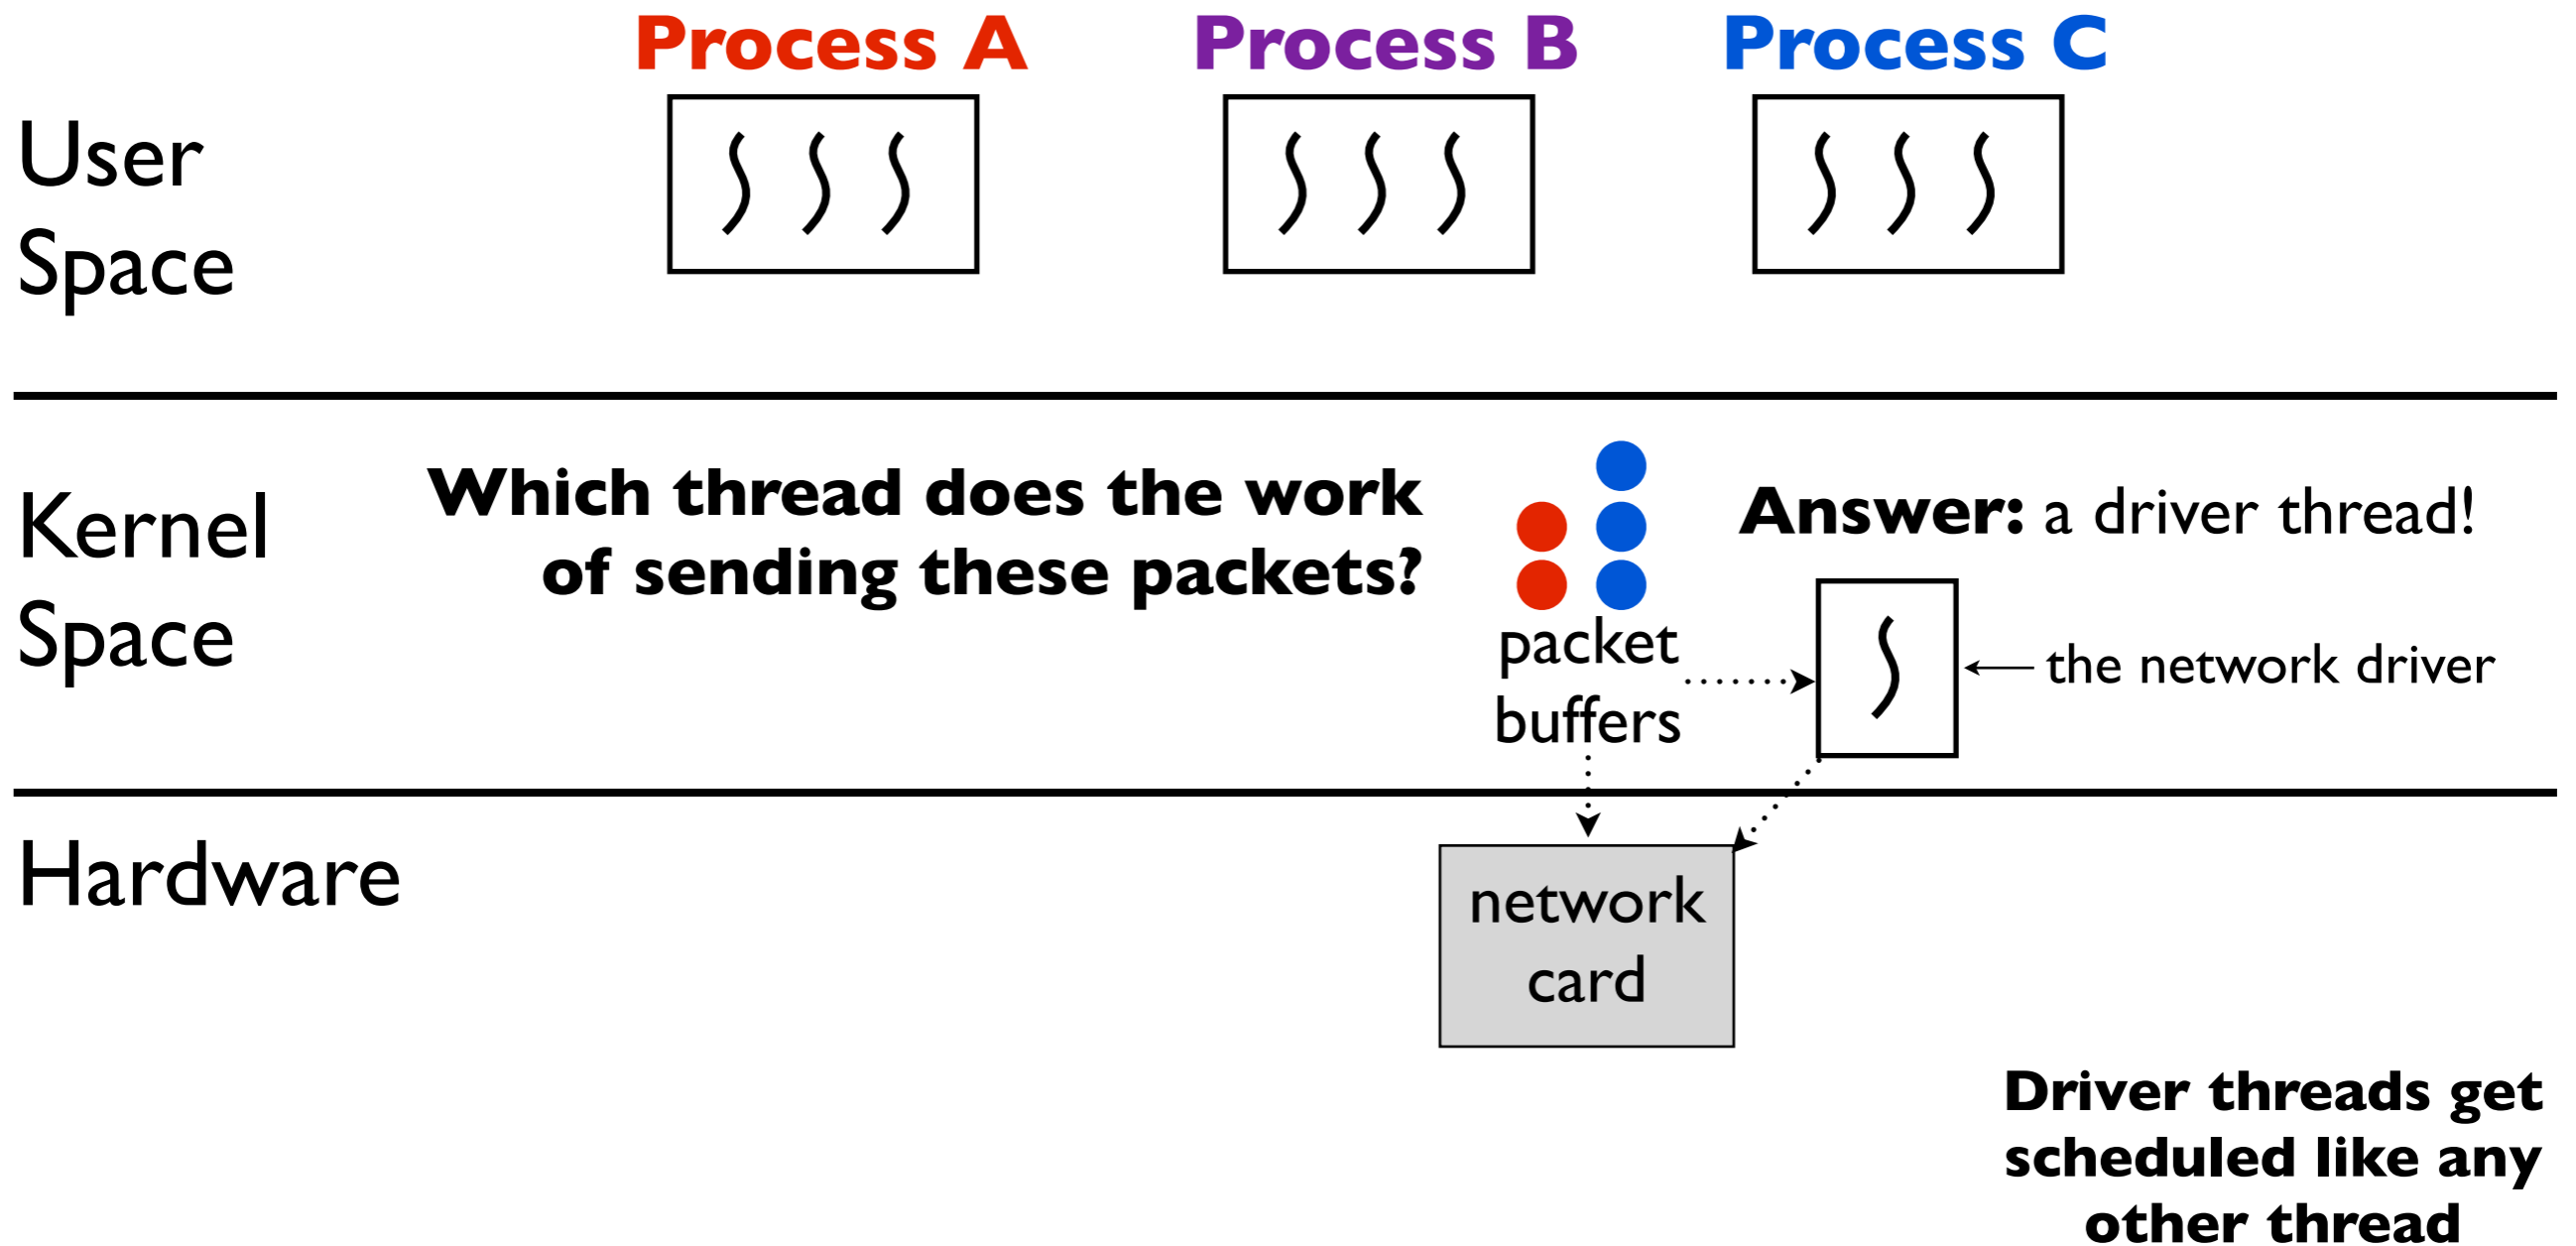 Process A
Process B
Process C
User
Space
Kernel
Space
Which thread does the work
of sending these packets?
packet
buffers
Answer: a driver thread!
the network driver
Hardware
network
card
Driver threads get
scheduled like any
other thread